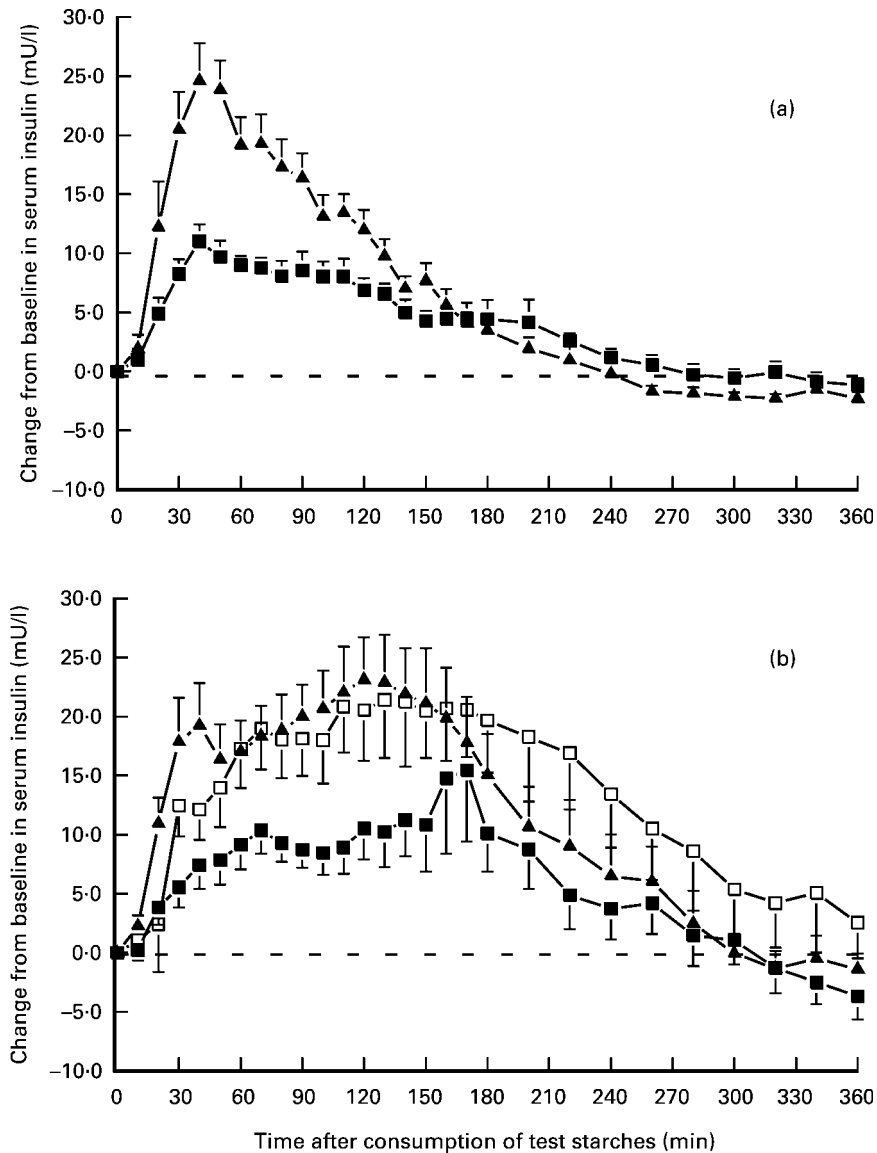 Change from baseline in serum insulin (mU/l)
30·0
25·0
20·0
15·0
10·0
5·0
0·0
−5·0
−10·0
(a)
0 30 60 90 120 150 180 210 240 270 300 330 360
Change from baseline in serum insulin (mU/l)
30·0
25·0
20·0
15·0
10·0
5·0
0·0
−5·0
−10·0
(b)
0 30 60 90 120 150 180 210 240 270 300 330 360
Time after consumption of test starches (min)